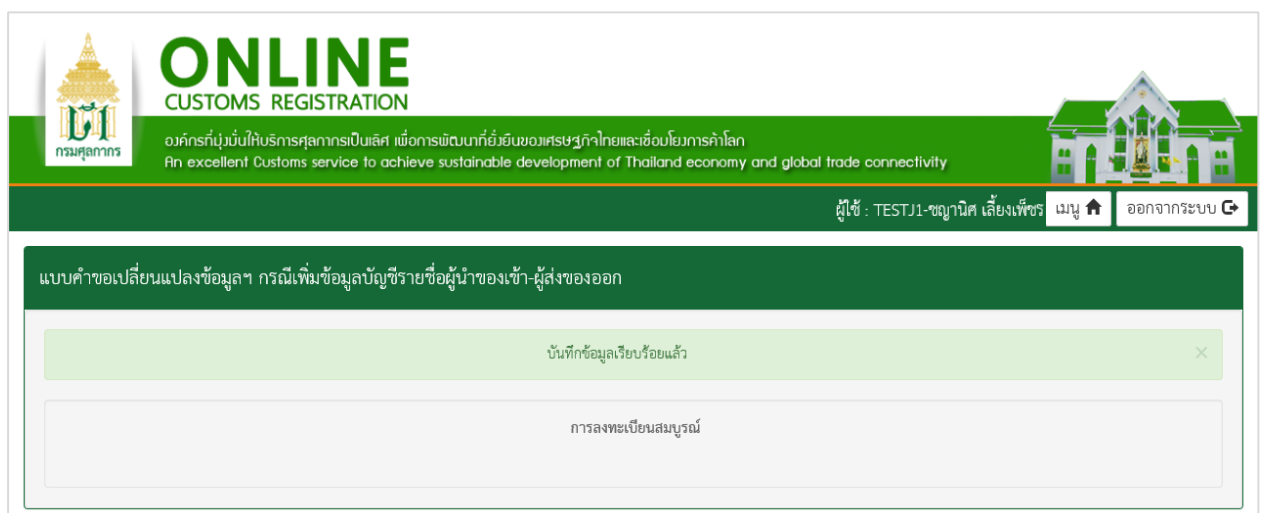 ONLINE
CUSTOMS REGISTRATION
กรมศุลกากร
องค์กรที่มุ่งมั่นให้บริการศุลกากรเป็นเลิศ เพื่อการพัฒนาที่ยั่งยืนของเศรษฐกิจไทยและเชื่อมโยงการค้าโลก
An excellent Customs service to achieve sustainable development of Thailand economy and global trade connectivity
ผู้ใช้ : TESTJ1-ชญานิศ เลี้ยงเพ็ชร เมนู ออกจากระบบ
แบบคำขอเปลี่ยนแปลงข้อมูลฯ กรณีเพิ่มข้อมูลบัญชีรายชื่อผู้นำของเข้า-ผู้ส่งของออก
บันทึกข้อมูลเรียบร้อยแล้ว ×
การลงทะเบียนสมบูรณ์